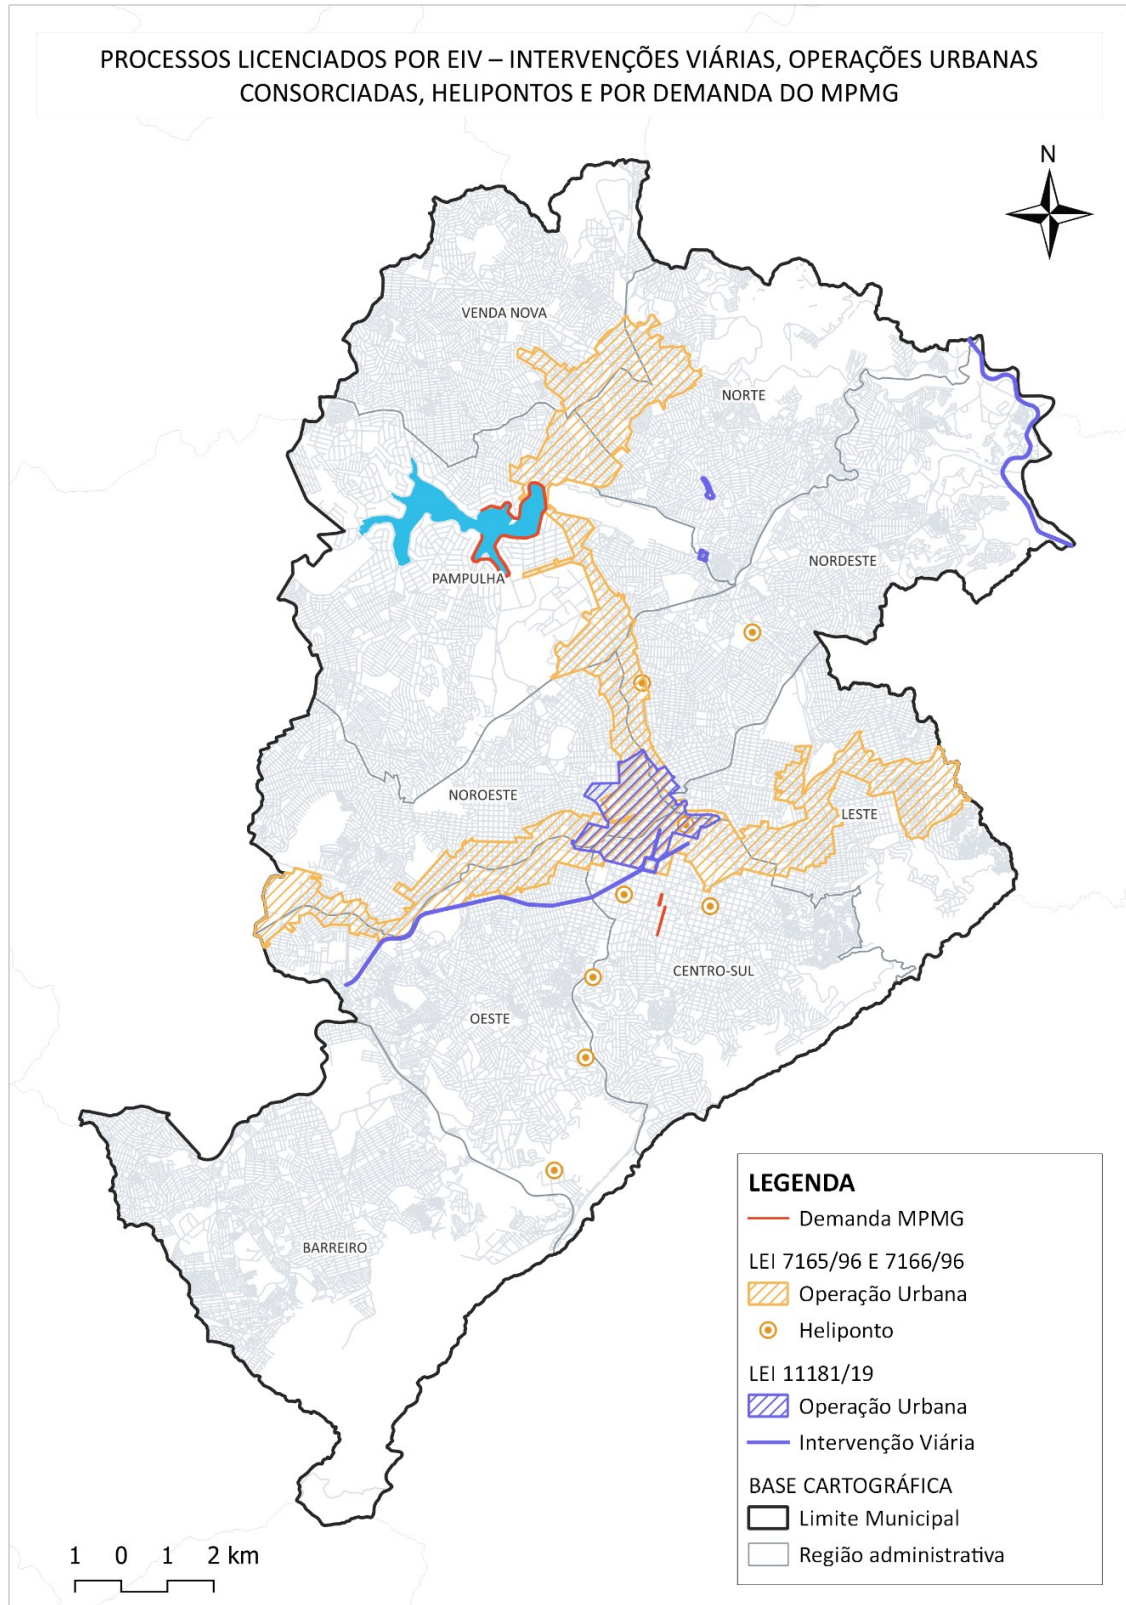 PROCESSOS LICENCIADOS POR EIV – INTERVENÇÕES VIÁRIAS, OPERAÇÕES URBANAS
CONSORCIADAS, HELIPONTOS E POR DEMANDA DO MPMG
N
VENDA NOVA
NORTE
NORDESTE
PAMPULHA
NOROESTE
LESTE
CENTRO-SUL
OESTE
BARREIRO
LEGENDA
Demanda MPMG
LEI 7165/96 E 7166/96
Operação Urbana
Heliponto
LEI 11181/19
Operação Urbana
Intervenção Viária
BASE CARTOGRÁFICA
Limite Municipal
Região administrativa
1 0 1 2 km